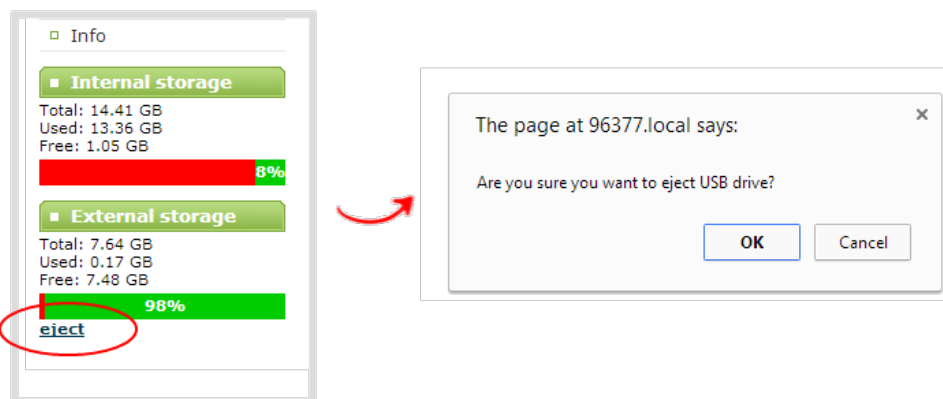 Info
Internal storage
Total: 14.41 GB
Used: 13.36 GB
Free: 1.05 GB
8%
External storage
Total: 7.64 GB
Used: 0.17 GB
Free: 7.48 GB
98%
eject
The page at 96377.local says:
Are you sure you want to eject USB drive?
OK Cancel